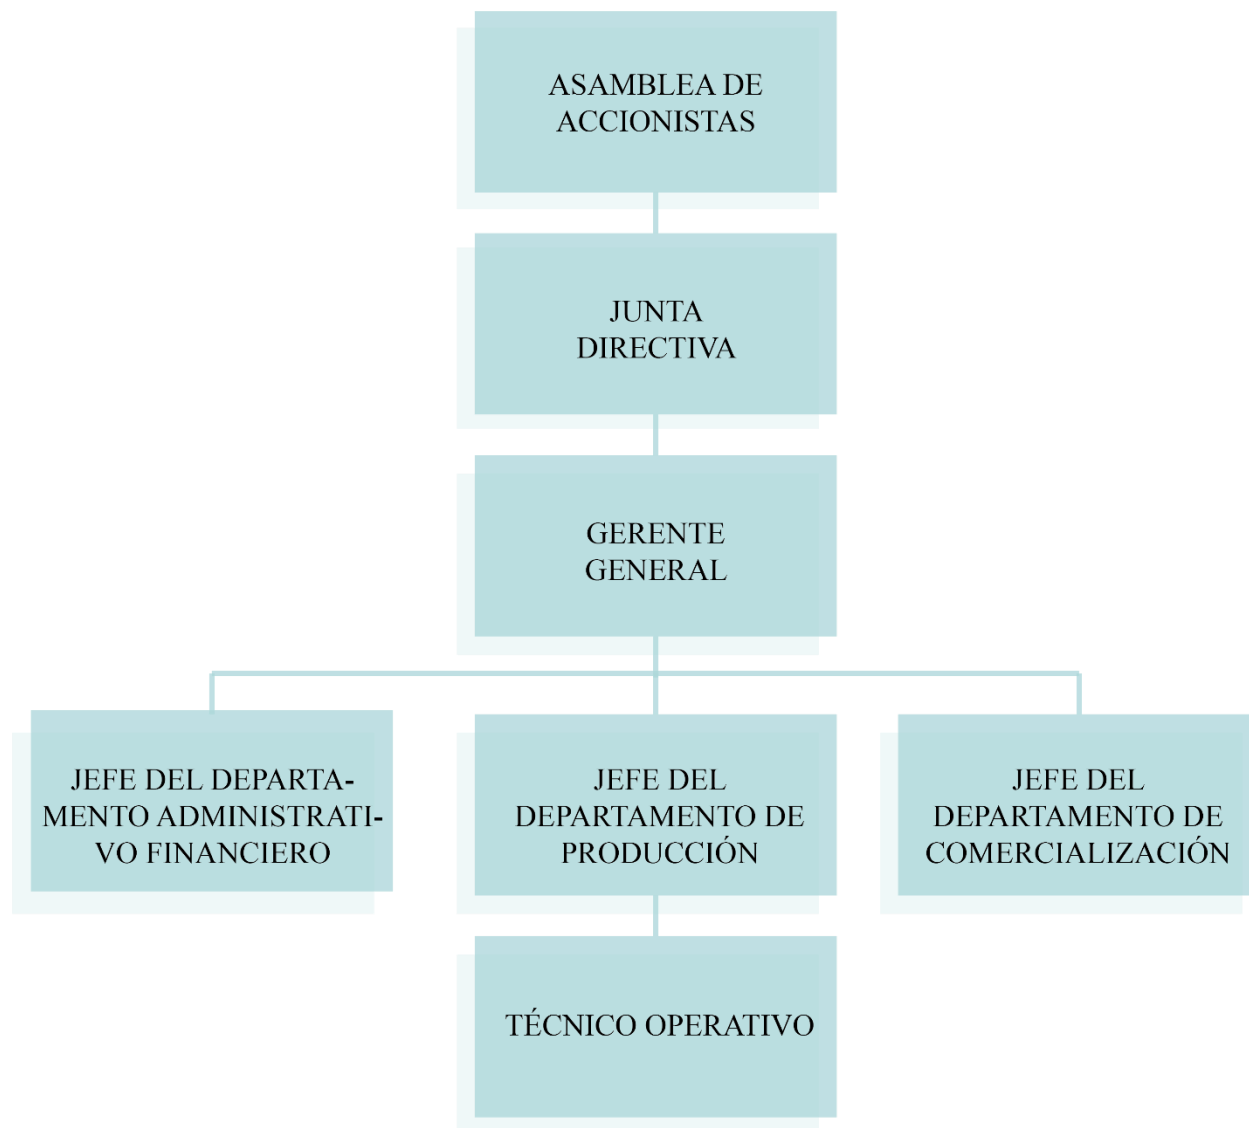 ASAMBLEA DE
ACCIONISTAS
JUNTA
DIRECTIVA
GERENTE
GENERAL
JEFE DEL DEPARTA-
MENTO ADMINISTRATI-
VO FINANCIERO
JEFE DEL
DEPARTAMENTO DE
PRODUCCIÓN
JEFE DEL
DEPARTAMENTO DE
COMERCIALIZACIÓN
TÉCNICO OPERATIVO